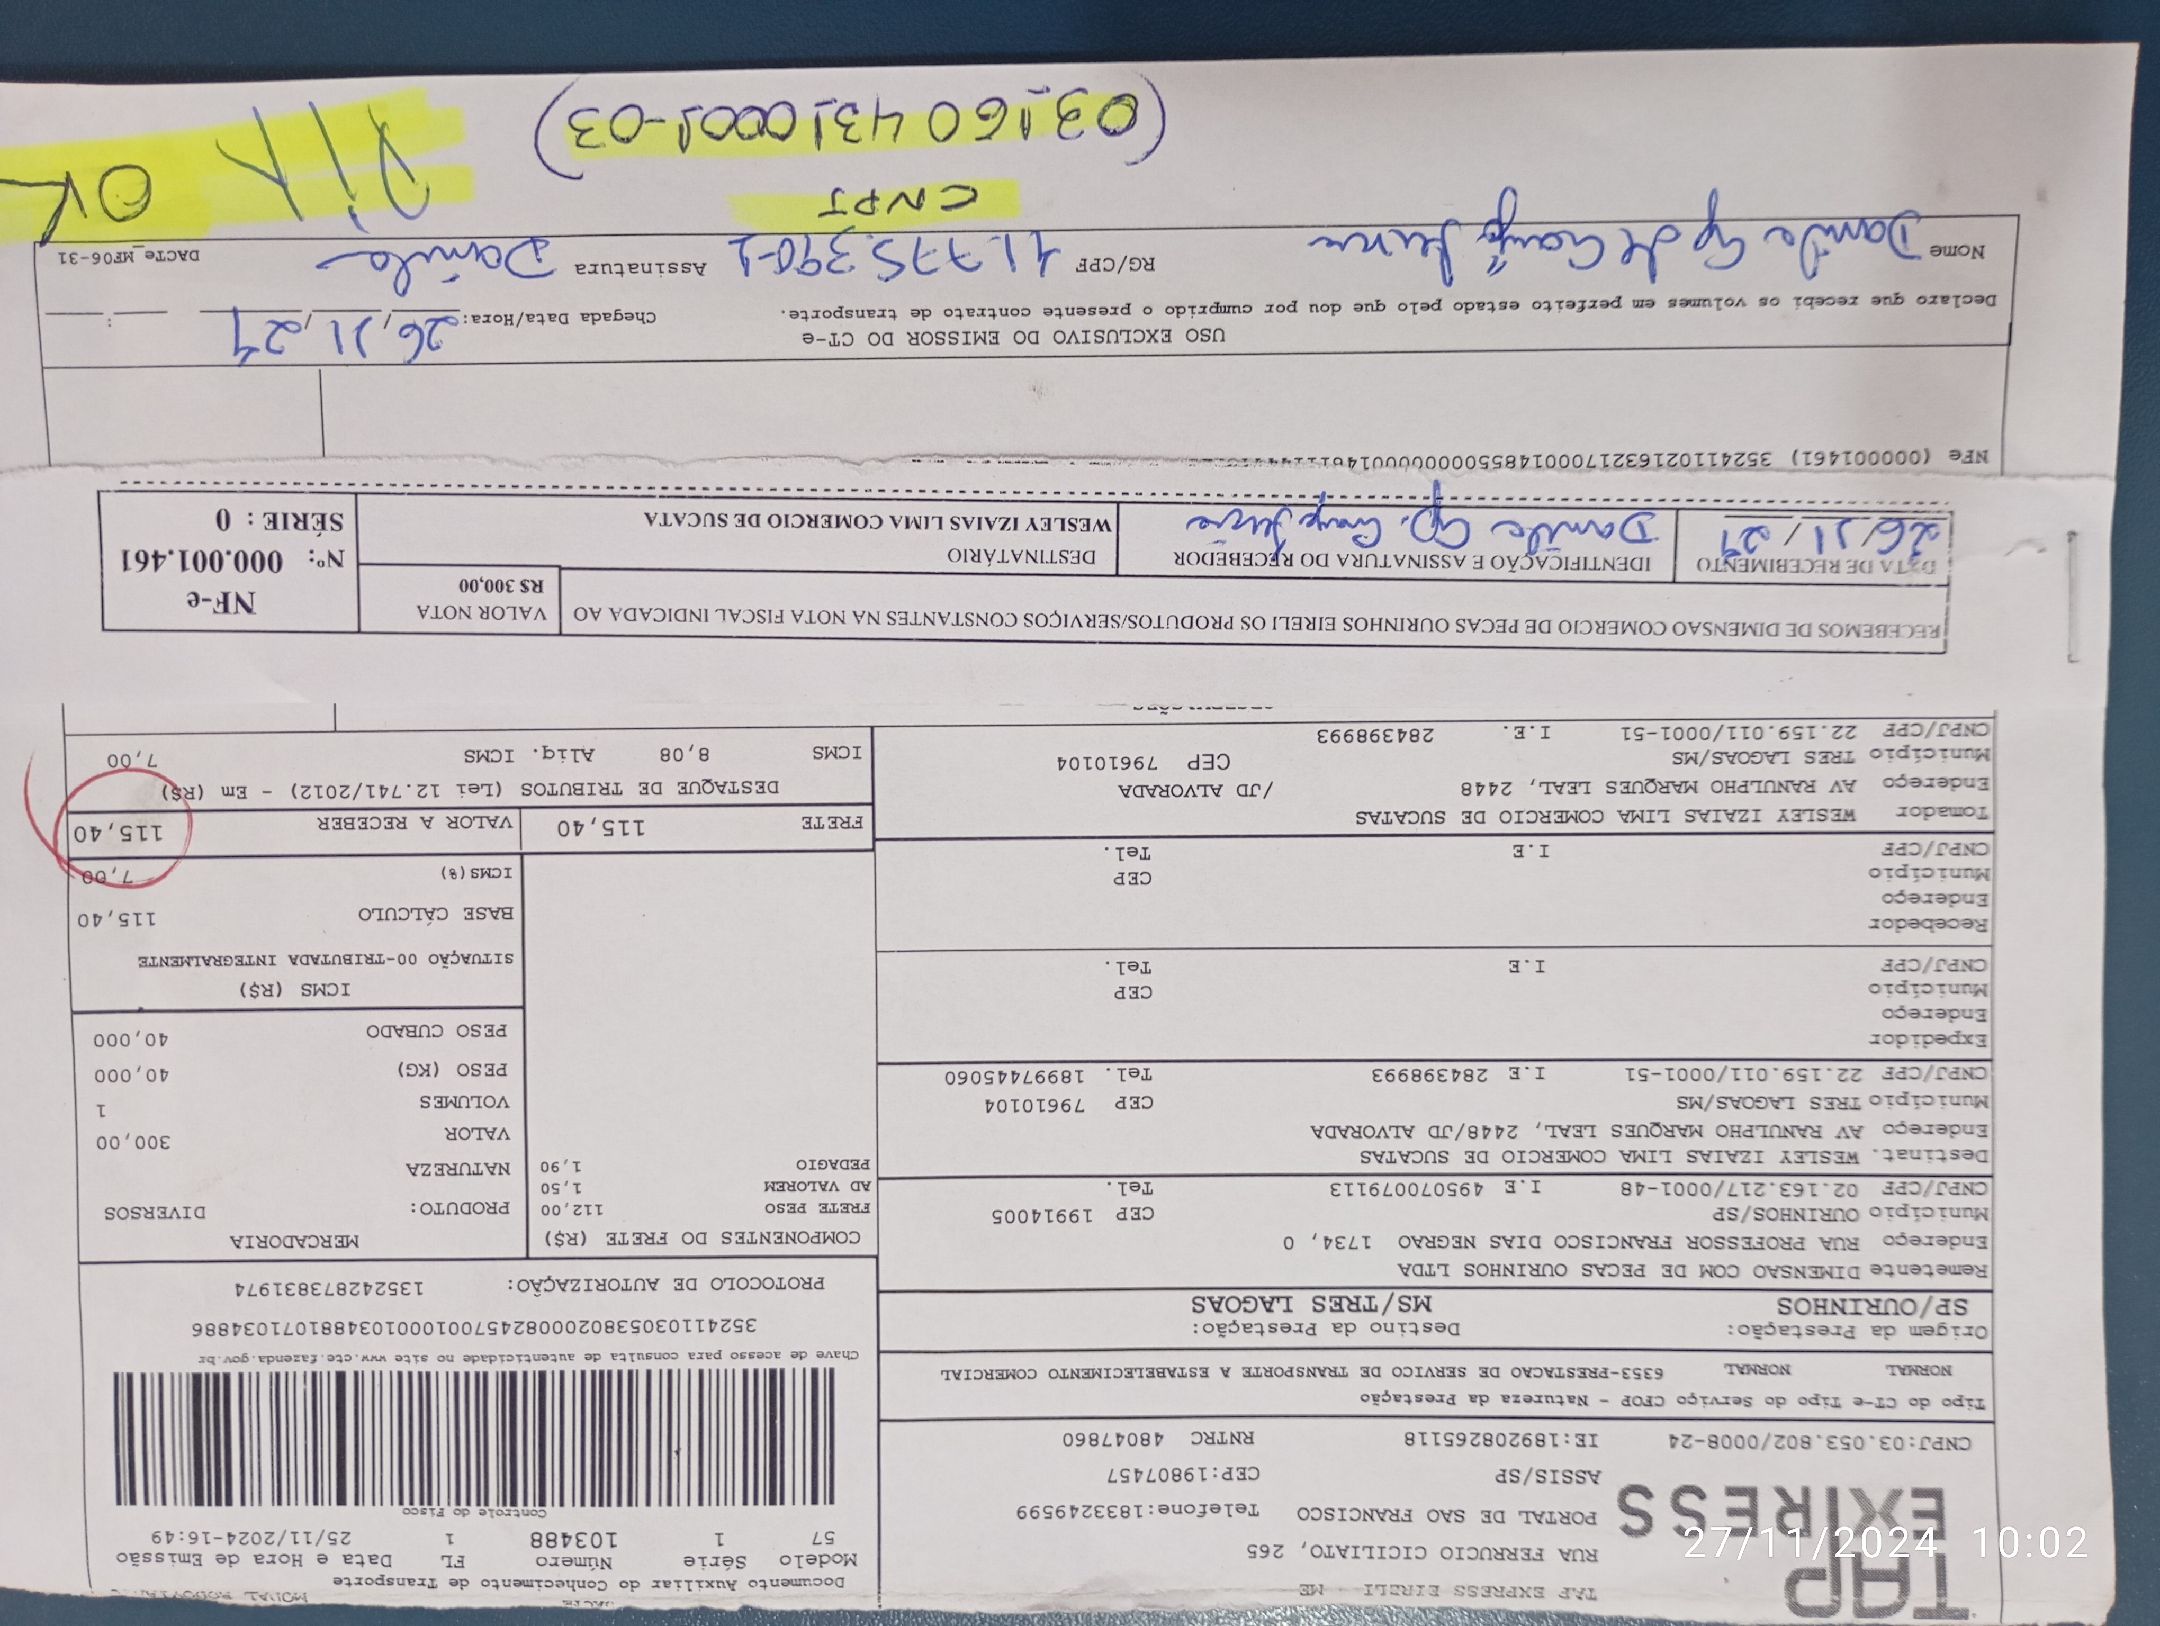 TAP
EXPRESS
TAP EXPRESS EIRELI - ME
RUA FERRUCIO CICILIATO, 265
PORTAL DE SAO FRANCISCO Telefone:1833249599
ASSIS/SP CEP:19807457
CNPJ:03.053.802/0008-24 IE:189208265118 RNTRC 48047860
Documento Auxiliar do Conhecimento de Transporte
Modelo Série Número FL Data e Hora de Emissão
57 1 103488 1 25/11/2024-16:49
Controle do Fisco
Chave de acesso para consulta de autenticidade no site www.cte.fazenda.gov.br
35241103053802000824570010001034881071034886
PROTOCOLO DE AUTORIZAÇÃO: 135242873831974
Tipo do CT-e Tipo do Serviço CFOP - Natureza da Prestação
NORMAL NORMAL 6353-PRESTACAO DE SERVICO DE TRANSPORTE A ESTABELECIMENTO COMERCIAL
Origem da Prestação: Destino da Prestação:
SP/OURINHOS MS/TRES LAGOAS
Remetente DIMENSAO COM DE PECAS OURINHOS LTDA
Endereço RUA PROFESSOR FRANCISCO DIAS NEGRAO 1734, 0
Município OURINHOS/SP CEP 19914005
CNPJ/CPF 02.163.217/0001-48 I.E 495070079113 Tel.
Destinat. WESLEY IZAIAS LIMA COMERCIO DE SUCATAS
Endereço AV RANULPHO MARQUES LEAL, 2448/JD ALVORADA
Município TRES LAGOAS/MS CEP 79610104
CNPJ/CPF 22.159.011/0001-51 I.E 284398993 Tel. 18997445060
Expedidor
Endereço
Município CEP
CNPJ/CPF I.E Tel.
Recebedor
Endereço
Município CEP
CNPJ/CPF I.E Tel.
Tomador WESLEY IZAIAS LIMA COMERCIO DE SUCATAS
Endereço AV RANULPHO MARQUES LEAL, 2448 /JD ALVORADA
Município TRES LAGOAS/MS CEP 79610104
CNPJ/CPF 22.159.011/0001-51 I.E. 284398993
COMPONENTES DO FRETE (R$)
FRETE PESO 112,00
AD VALOREM 1,50
PEDAGIO 1,90
MERCADORIA
PRODUTO: DIVERSOS
NATUREZA
VALOR 300,00
VOLUMES 1
PESO (KG) 40,000
PESO CUBADO 40,000
ICMS (R$)
SITUAÇÃO 00-TRIBUTADA INTEGRALMENTE
BASE CÁLCULO 115,40
ICMS(%) 7,00
FRETE 115,40 VALOR A RECEBER 115,40
DESTAQUE DE TRIBUTOS (Lei 12.741/2012) - Em (R$)
ICMS 8,08 Aliq. ICMS 7,00
RECEBEMOS DE DIMENSAO COMERCIO DE PECAS OURINHOS EIRELI OS PRODUTOS/SERVIÇOS CONSTANTES NA NOTA FISCAL INDICADA AO
VALOR NOTA
R$ 300,00
NF-e
Nº: 000.001.461
SÉRIE: 0
DATA DE RECEBIMENTO
26/11/24
IDENTIFICAÇÃO E ASSINATURA DO RECEBEDOR
Danila Ap.
DESTINATÁRIO
WESLEY IZAIAS LIMA COMERCIO DE SUCATA
NFe (000001461)
USO EXCLUSIVO DO EMISSOR DO CT-e
Declaro que recebi os volumes em perfeito estado pelo que dou por cumprido o presente contrato de transporte.
Chegada Data/Hora: 26/11/24
Nome Danila Ap de
RG/CPF 41.775.390-1 Assinatura Danila
DACTe_MF06-31
CNPJ
(03.160.431.0001-03)
OK
27/11/2024 10:02